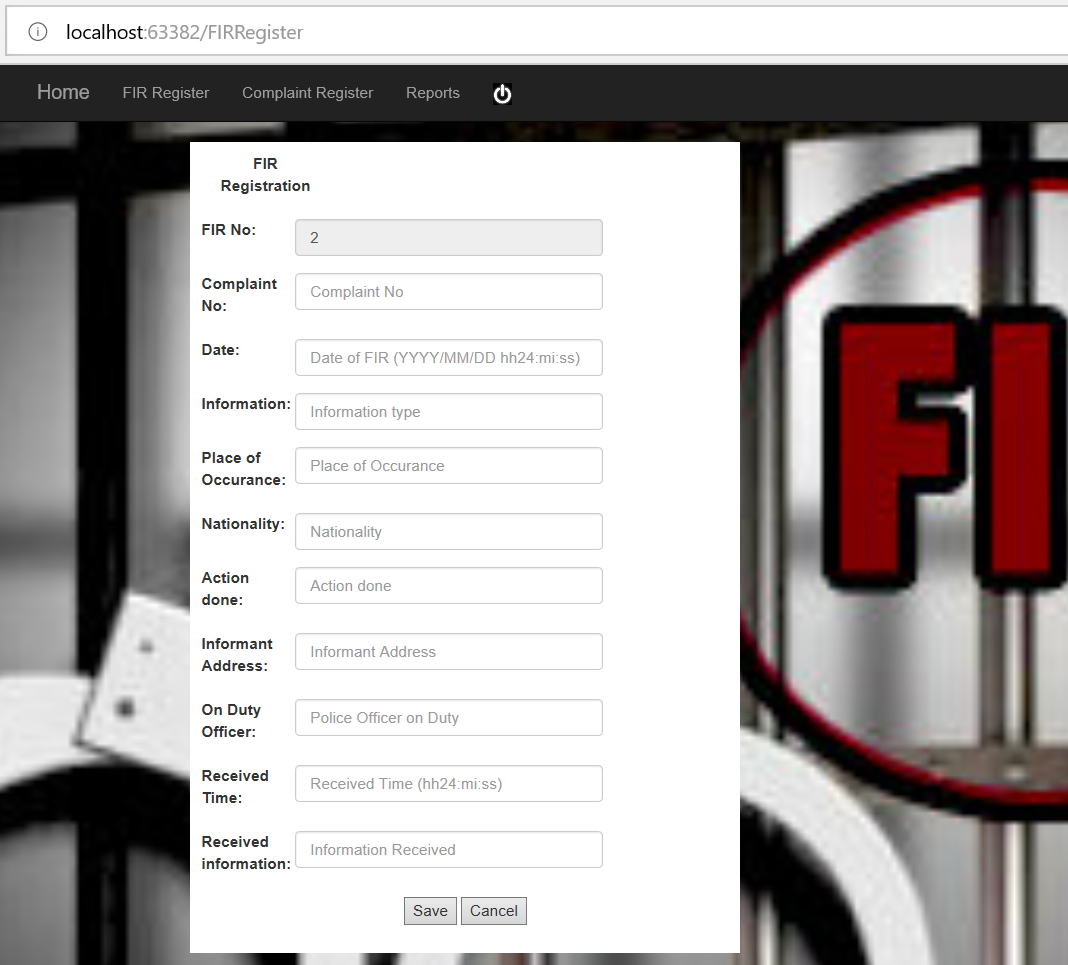 localhost:63382/FIRRegister
Home FIR Register Complaint Register Reports
FIR
Registration
FIR No: 2
Complaint No: Complaint No
Date: Date of FIR (YYYY/MM/DD hh24:mi:ss)
Information: Information type
Place of Occurance: Place of Occurance
Nationality: Nationality
Action done: Action done
Informant Address: Informant Address
On Duty Officer: Police Officer on Duty
Received Time: Received Time (hh24:mi:ss)
Received information: Information Received
Save Cancel
FI